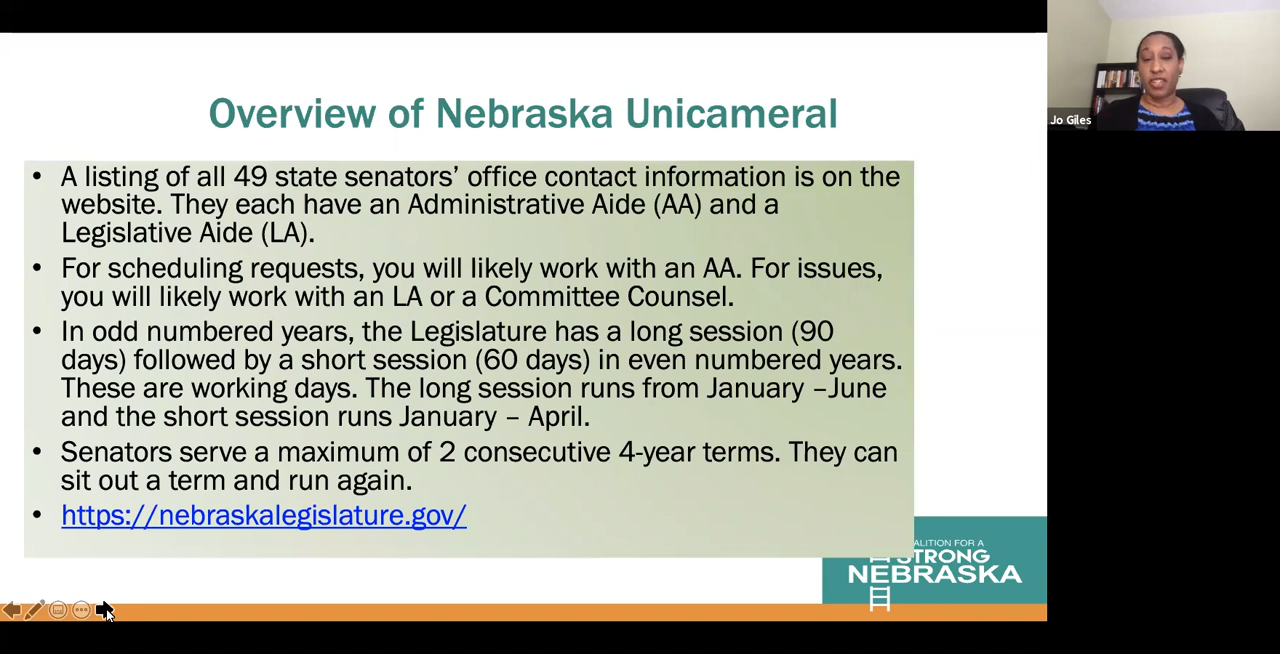 Overview of Nebraska Unicameral
• A listing of all 49 state senators’ office contact information is on the
website. They each have an Administrative Aide (AA) and a
Legislative Aide (LA).
• For scheduling requests, you will likely work with an AA. For issues,
you will likely work with an LA or a Committee Counsel.
• In odd numbered years, the Legislature has a long session (90
days) followed by a short session (60 days) in even numbered years.
These are working days. The long session runs from January –June
and the short session runs January – April.
• Senators serve a maximum of 2 consecutive 4-year terms. They can
sit out a term and run again.
• https://nebraskalegislature.gov/
ALITION FOR A
STRONG
NEBRASKA
Jo Giles